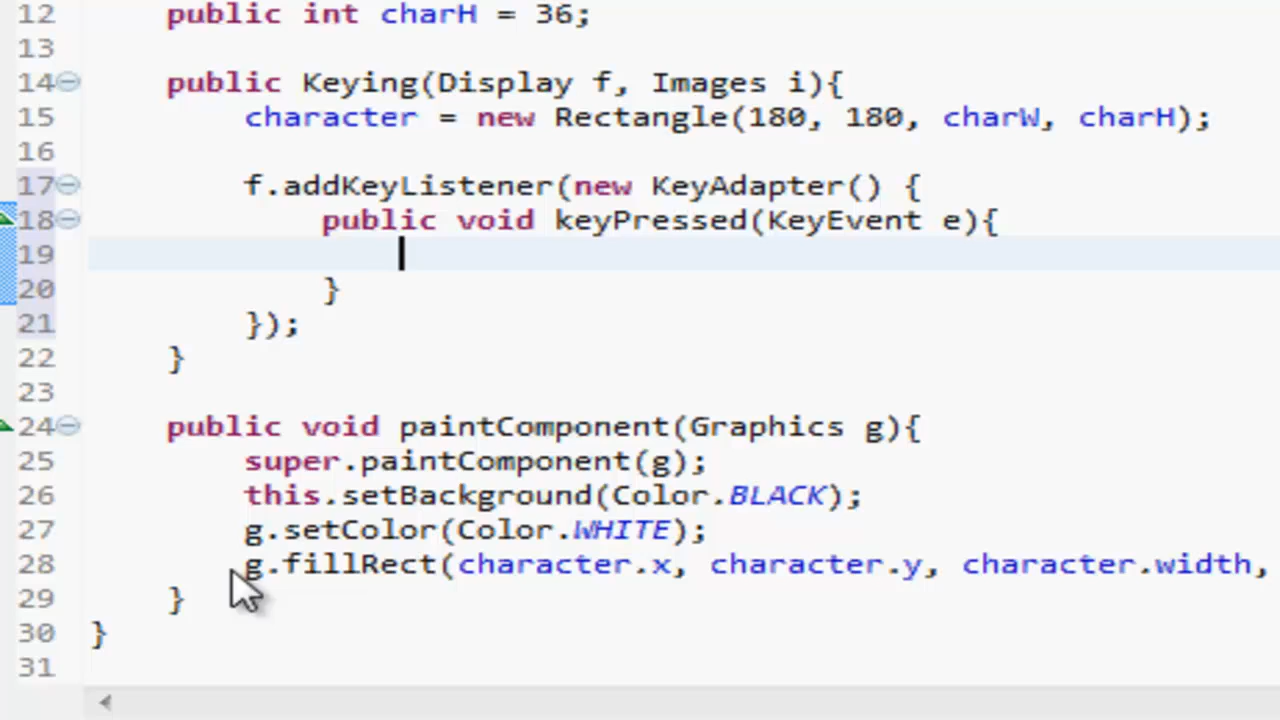 12 public int charH = 36;
13
14 public Keying(Display f, Images i){
15 character = new Rectangle(180, 180, charW, charH);
16
17 f.addKeyListener(new KeyAdapter() {
18 public void keyPressed(KeyEvent e){
19
20 }
21 });
22 }
23
24 public void paintComponent(Graphics g){
25 super.paintComponent(g);
26 this.setBackground(Color.BLACK);
27 g.setColor(Color.WHITE);
28 g.fillRect(character.x, character.y, character.width,
29 }
30 }
31